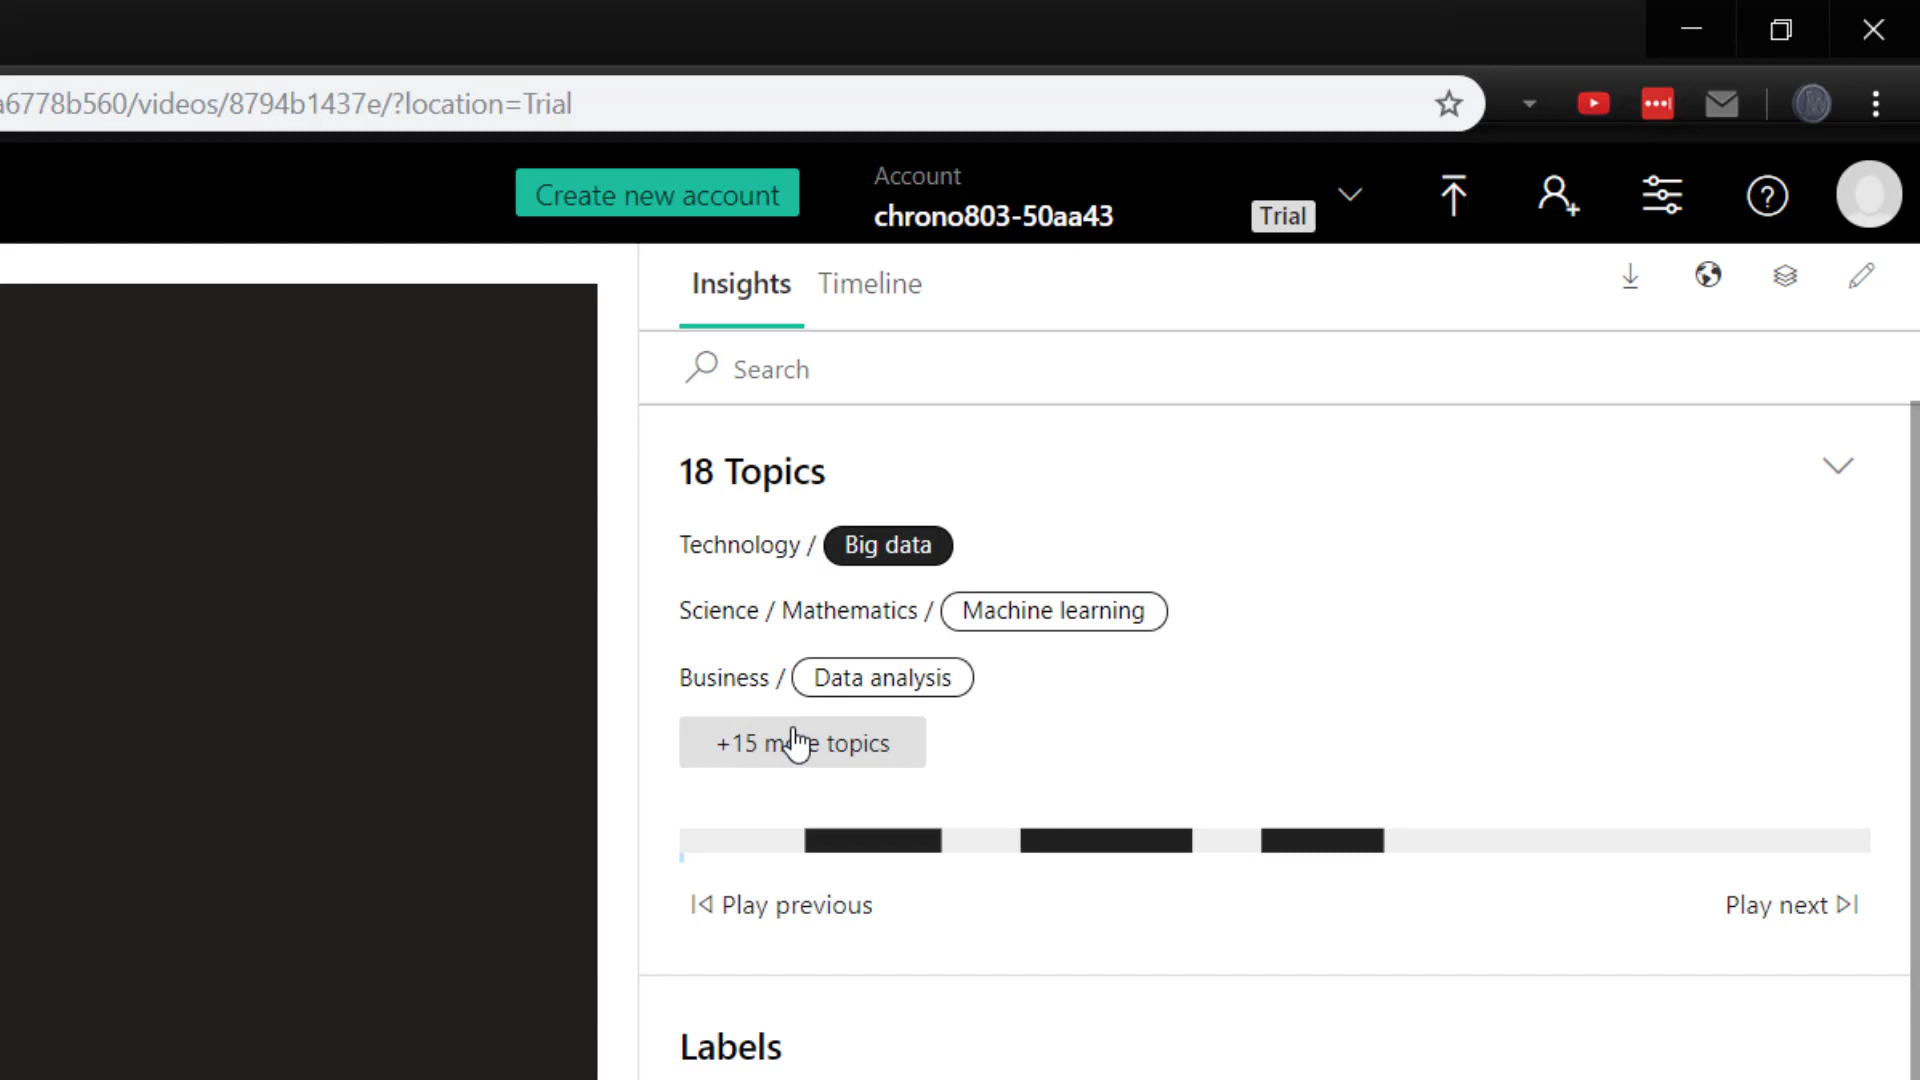 a6778b560/videos/8794b1437e/?location=Trial
Create new account
Account
chrono803-50aa43
Trial
Insights Timeline
Search
18 Topics
Technology / Big data
Science / Mathematics / Machine learning
Business / Data analysis
+15 more topics
Play previous
Play next
Labels